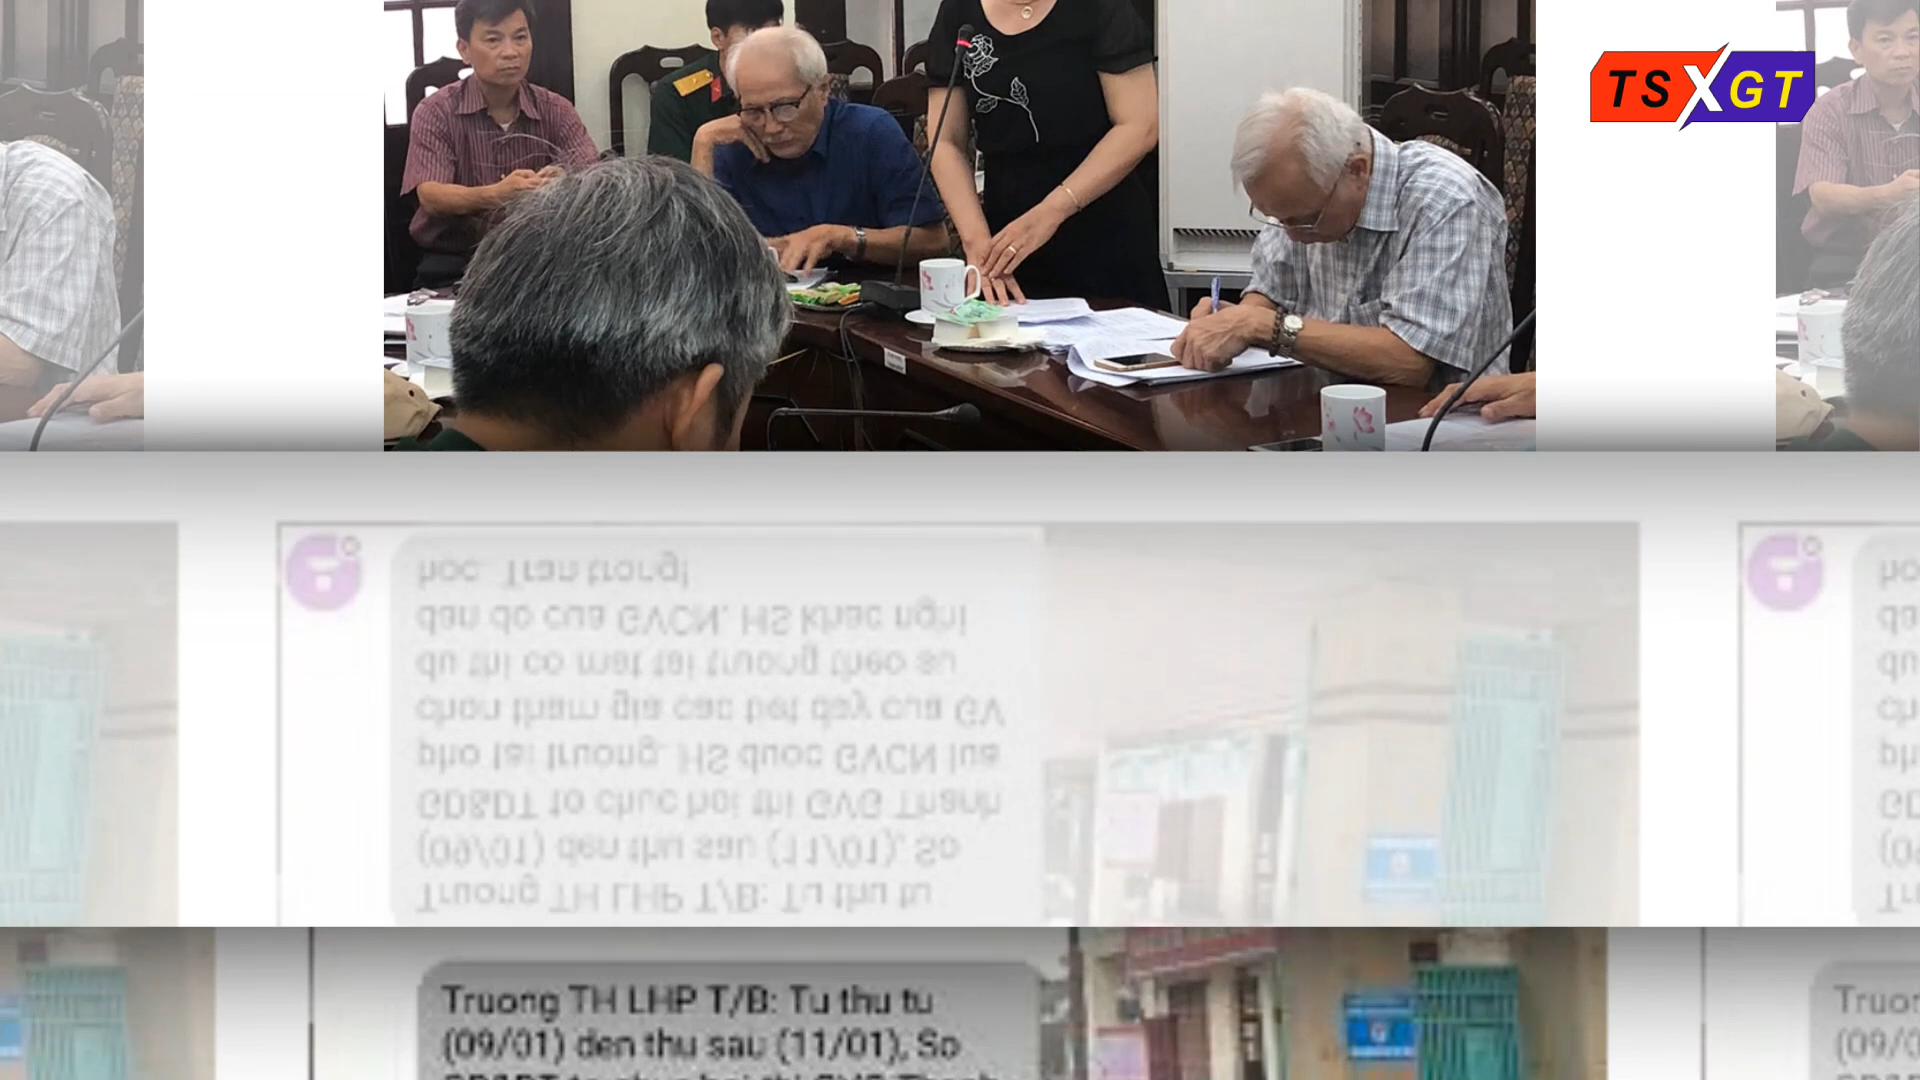 TSXGT
hoc. Tran trong!
dan do cua GVCN. HS khac nghi
du thi co mat tai truong theo su
chon tham gia cac tiet day cua GV
pho tai truong. HS duoc GVCN lua
GD&DT to chuc hoi thi GVG Thanh
(09/01) den thu sau (11/01), So
Truong TH LHP T/B: Tu thu tu
Truong TH LHP T/B: Tu thu tu
(09/01) den thu sau (11/01), So